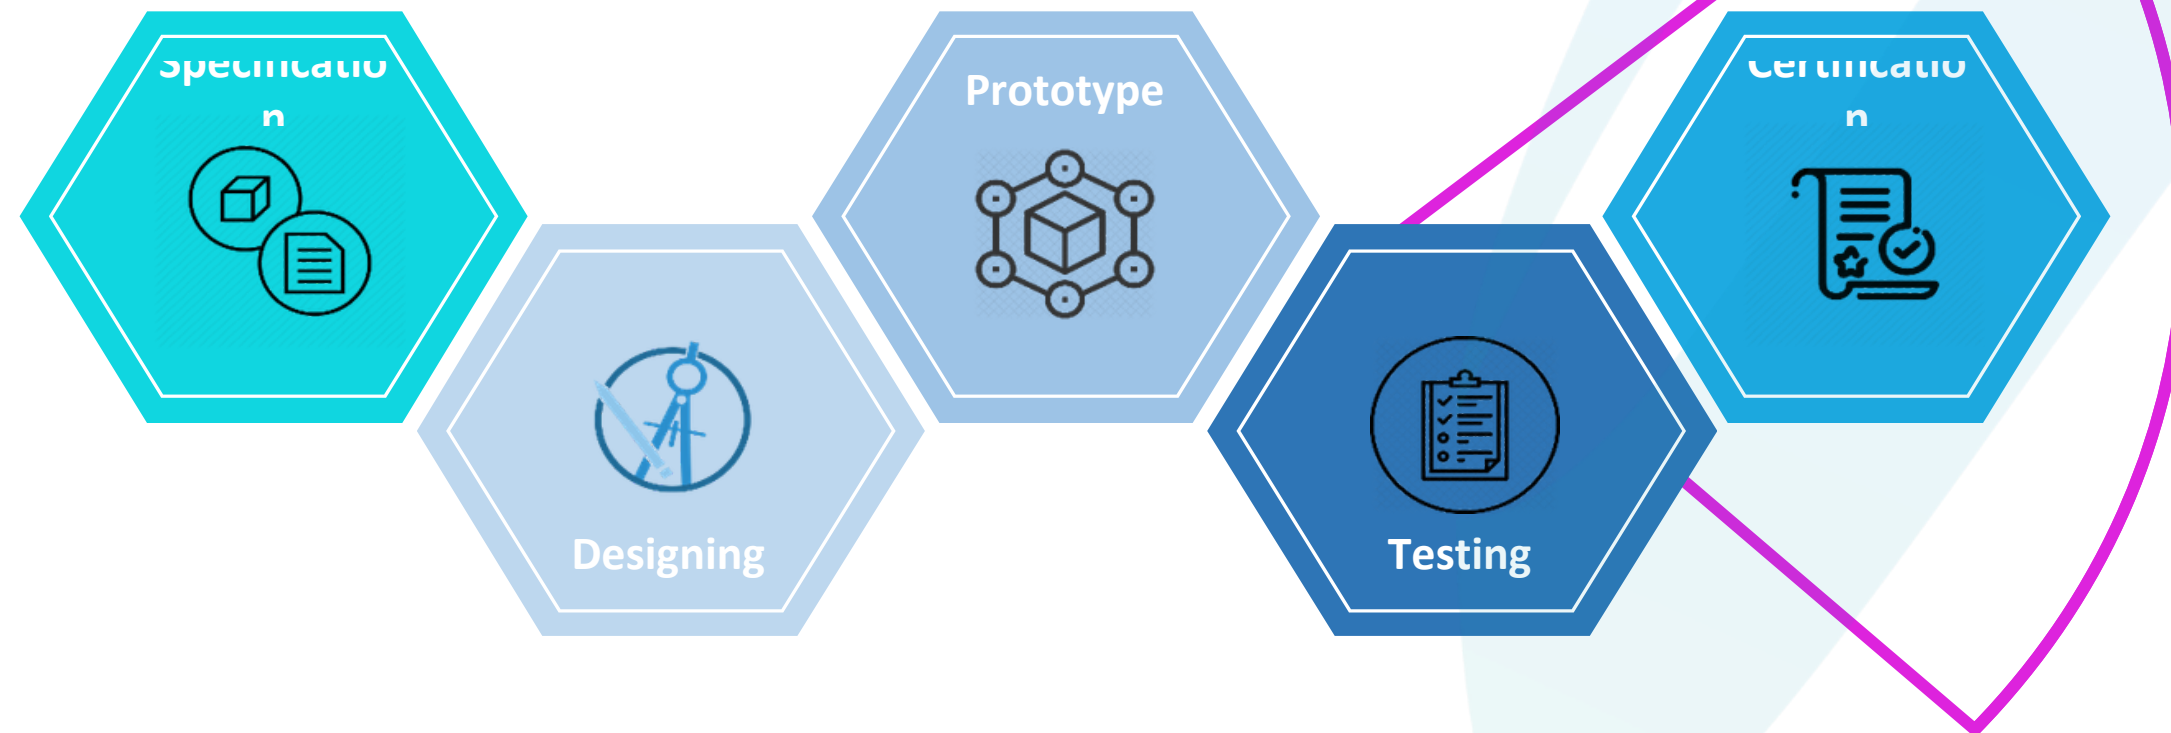 Specificatio
n
Designing
Prototype
Testing
Certificatio
n